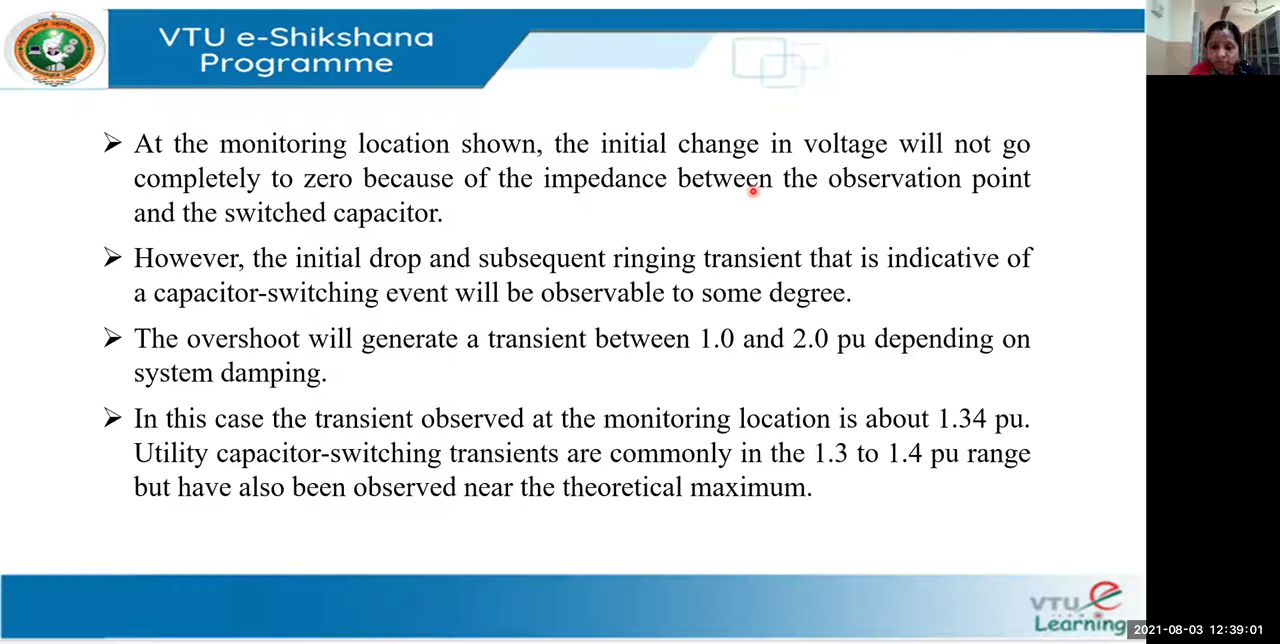 VTU e-Shikshana
Programme
➢ At the monitoring location shown, the initial change in voltage will not go
completely to zero because of the impedance between the observation point
and the switched capacitor.
➢ However, the initial drop and subsequent ringing transient that is indicative of
a capacitor-switching event will be observable to some degree.
➢ The overshoot will generate a transient between 1.0 and 2.0 pu depending on
system damping.
➢ In this case the transient observed at the monitoring location is about 1.34 pu.
Utility capacitor-switching transients are commonly in the 1.3 to 1.4 pu range
but have also been observed near the theoretical maximum.
VTU e
Learning
2021-08-03 12:39:01